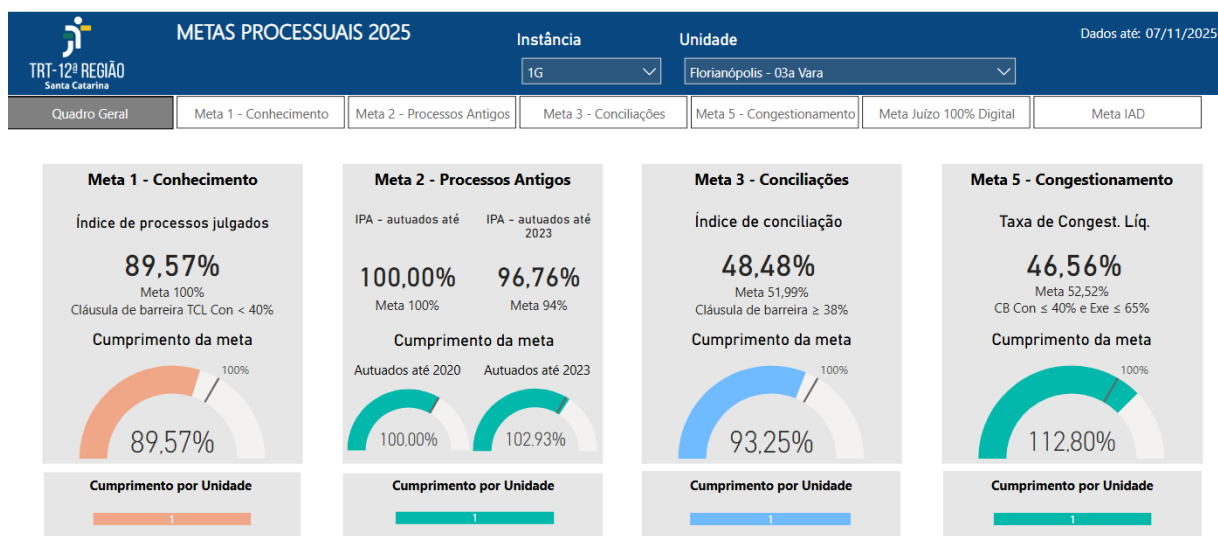 METAS PROCESSUAIS 2025
Instância
Unidade
Dados até: 07/11/2025
TRT-12ª REGIÃO
Santa Catarina
1G
Florianópolis - 03a Vara
Quadro Geral
Meta 1 - Conhecimento
Meta 2 - Processos Antigos
Meta 3 - Conciliações
Meta 5 - Congestionamento
Meta Juízo 100% Digital
Meta IAD
Meta 1 - Conhecimento
Índice de processos julgados
89,57%
Meta 100%
Cláusula de barreira TCL Con < 40%
Cumprimento da meta
100%
89,57%
Cumprimento por Unidade
1
Meta 2 - Processos Antigos
IPA - autuados até
100,00%
Meta 100%
IPA - autuados até
2023
96,76%
Meta 94%
Cumprimento da meta
Autuados até 2020
100,00%
Autuados até 2023
102,93%
Cumprimento por Unidade
1
Meta 3 - Conciliações
Índice de conciliação
48,48%
Meta 51,99%
Cláusula de barreira ≥ 38%
Cumprimento da meta
100%
93,25%
Cumprimento por Unidade
1
Meta 5 - Congestionamento
Taxa de Congest. Líq.
46,56%
Meta 52,52%
CB Con ≤ 40% e Exe ≤ 65%
Cumprimento da meta
100%
112,80%
Cumprimento por Unidade
1